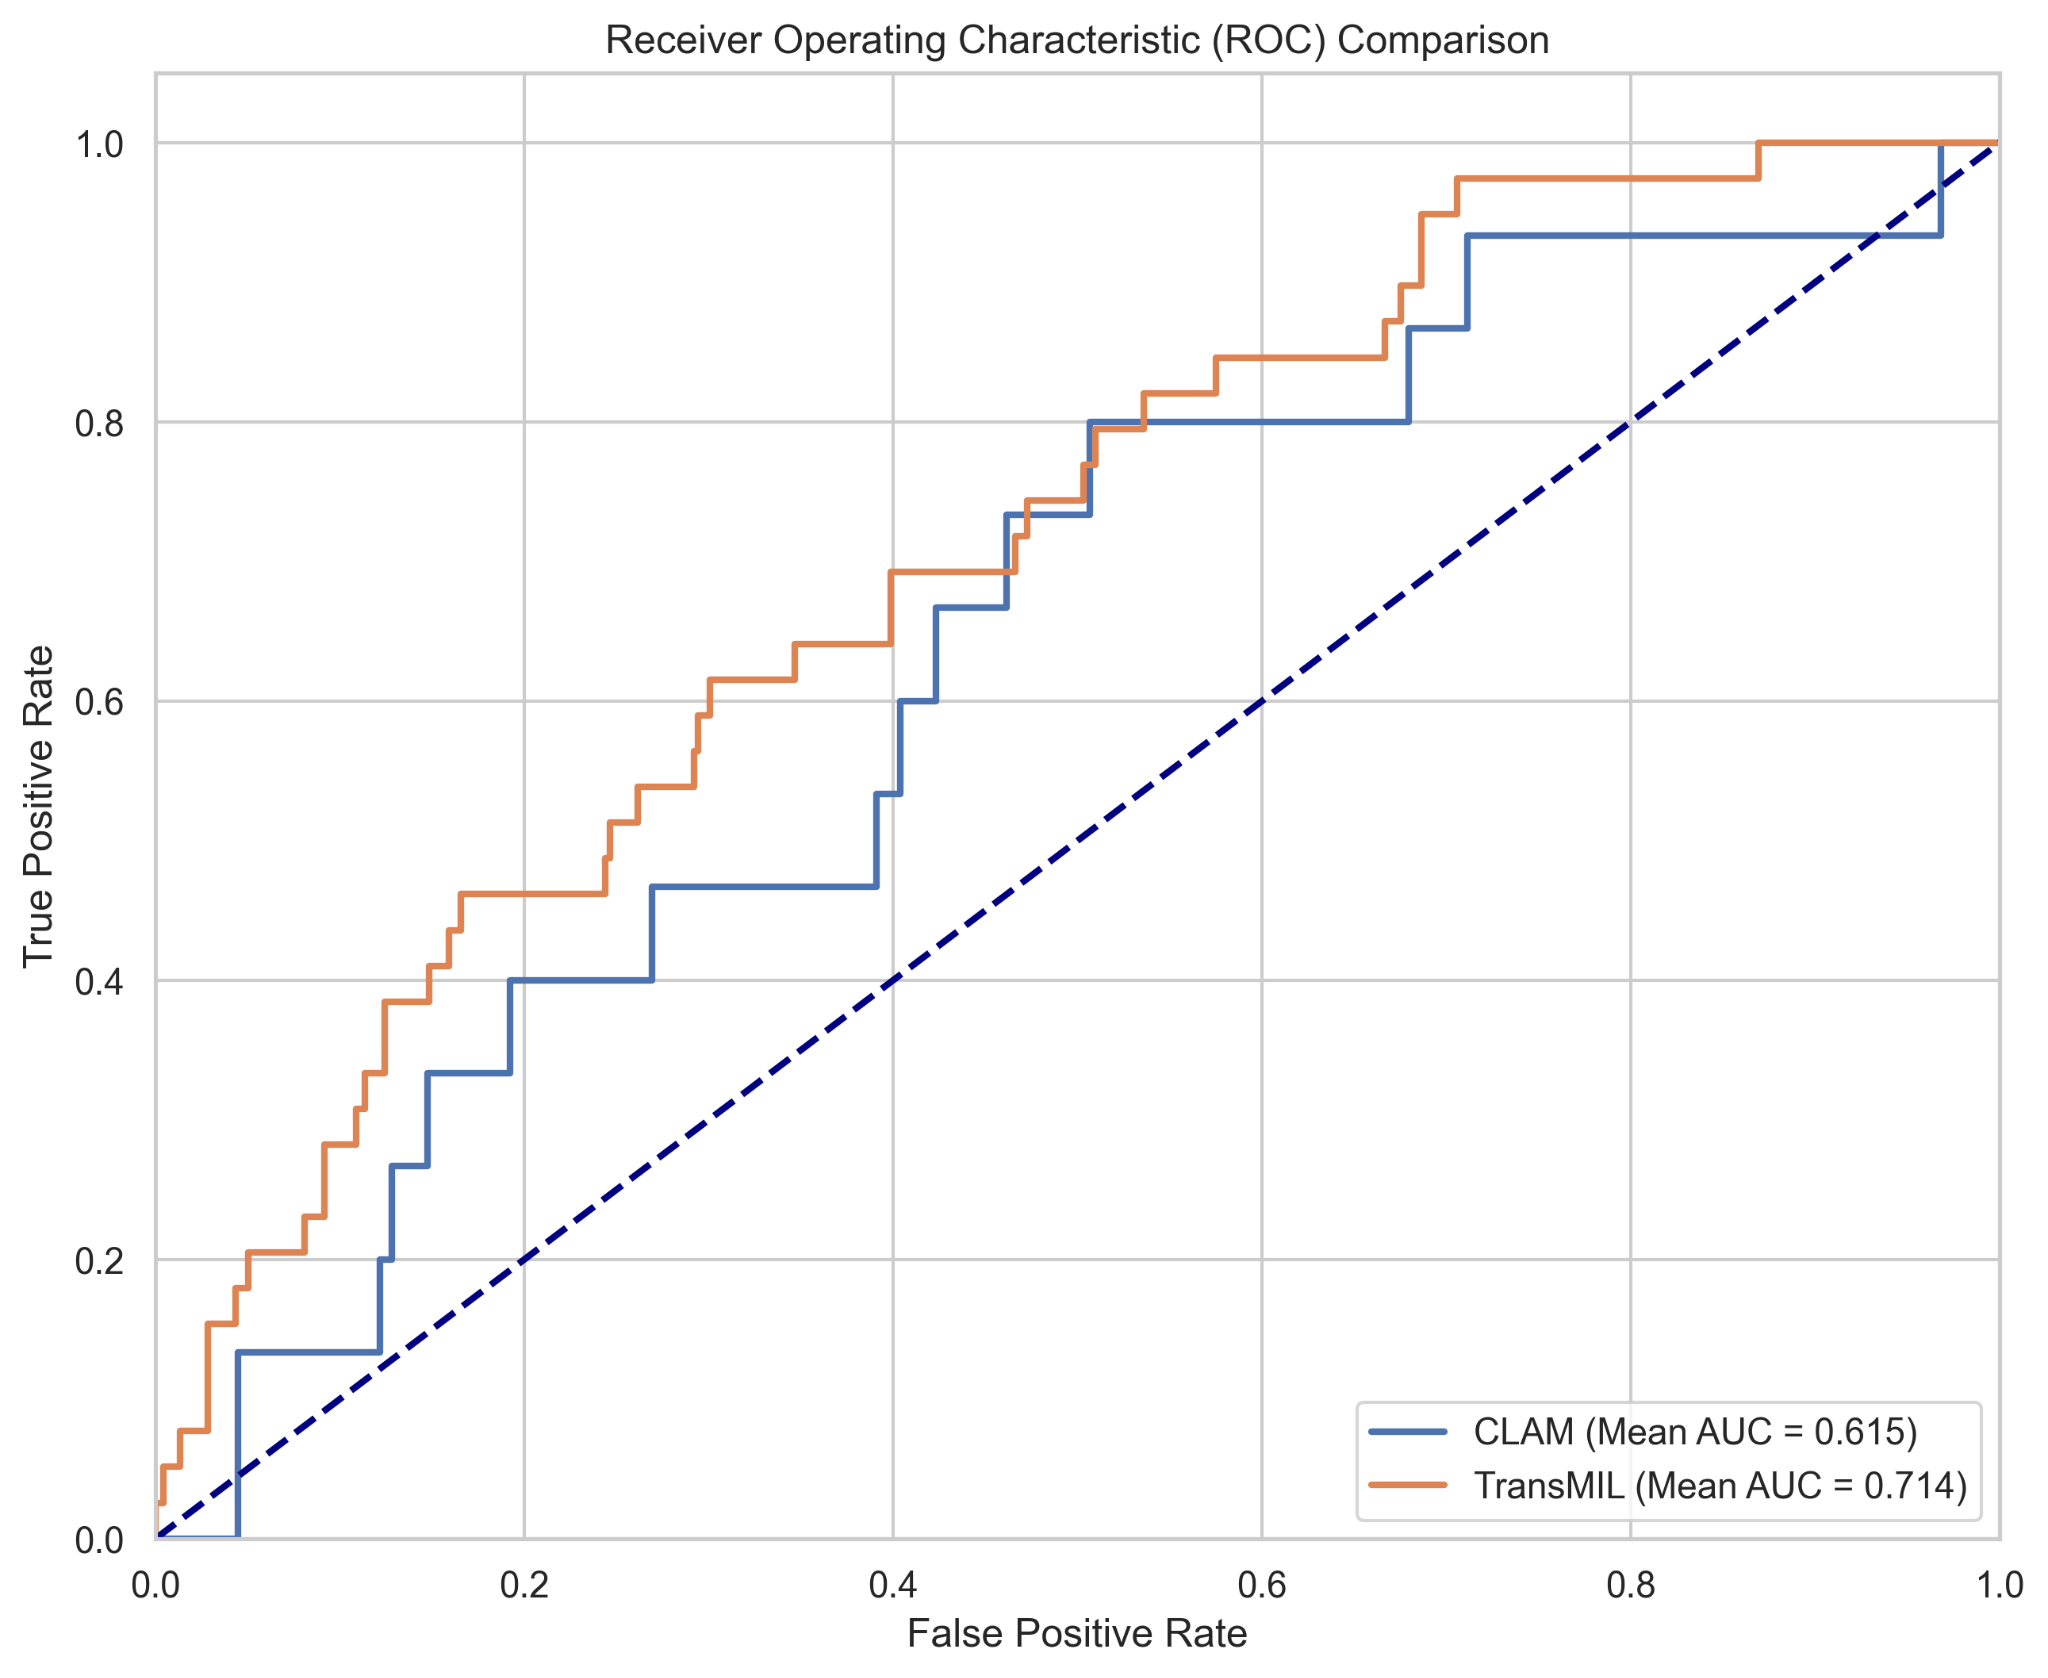 Receiver Operating Characteristic (ROC) Comparison
1.0
0.8
0.6
0.4
0.2
0.0
True Positive Rate
0.0 0.2 0.4 0.6 0.8 1.0
False Positive Rate
CLAM (Mean AUC = 0.615)
TransMIL (Mean AUC = 0.714)